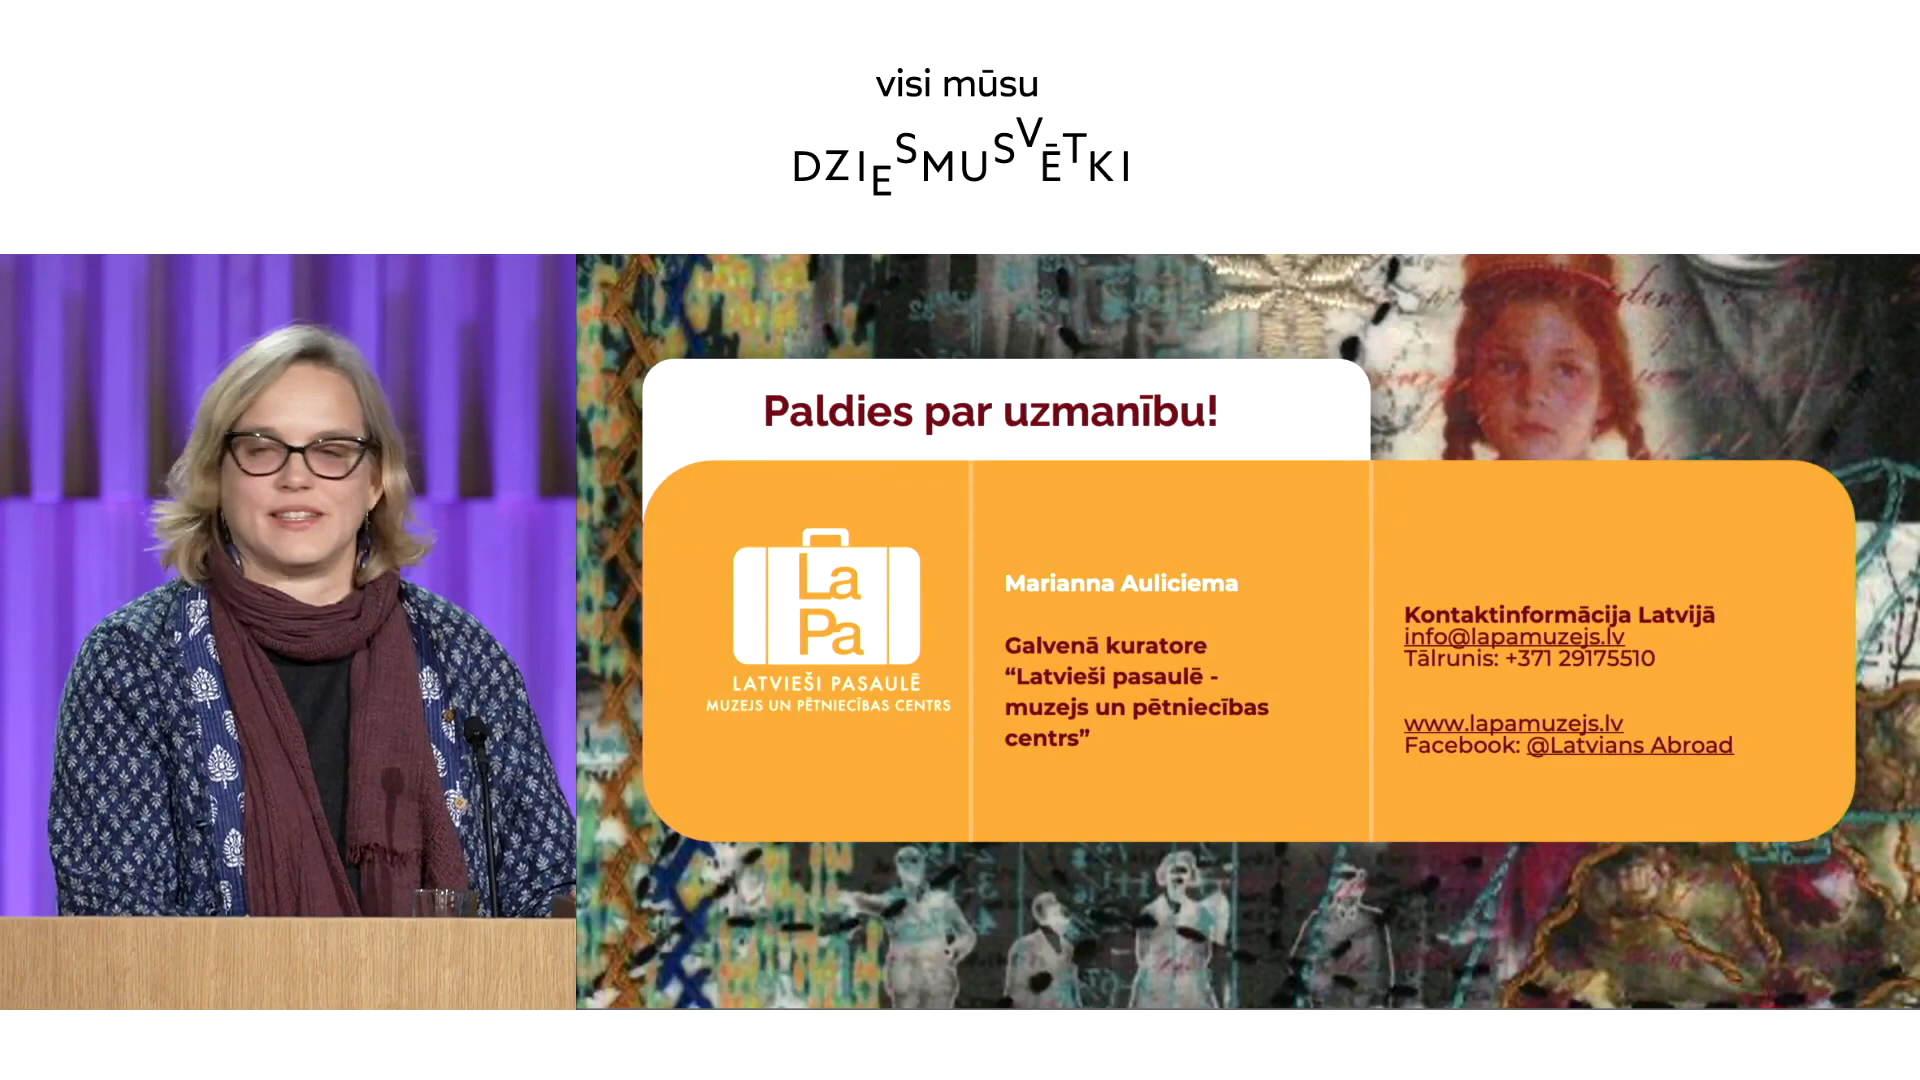 visi mūsu
DZIESMUSVĒTKI
Paldies par uzmanību!
La
Pa
LATVIEŠI PASAULĒ
MUZEJS UN PĒTNIECĪBAS CENTRS
Marianna Auliciema
Galvenā kuratore
“Latvieši pasaulē -
muzejs un pētniecības
centrs”
Kontaktinformācija Latvijā
info@lapamuzejs.lv
Tālrunis: +371 29175510
www.lapamuzejs.lv
Facebook: @Latvians Abroad